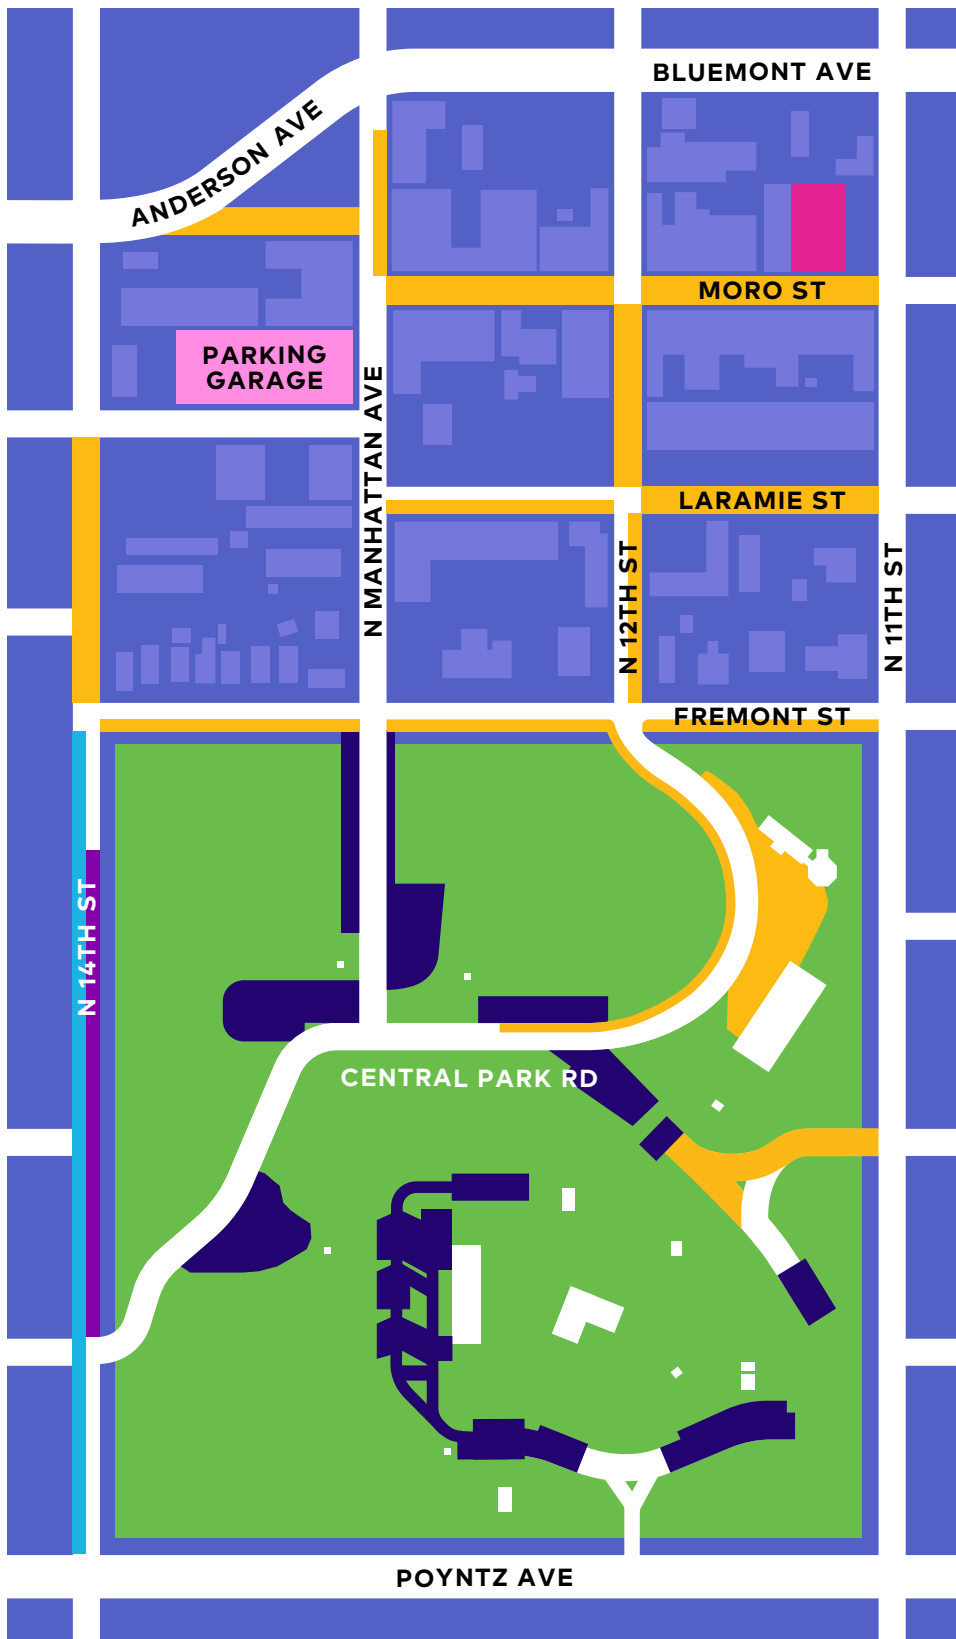 BLUEMONT AVE
ANDERSON AVE
MORO ST
PARKING
GARAGE
N MANHATTAN AVE
LARAMIE ST
N 12TH ST
N 11TH ST
FREMONT ST
N 14TH ST
CENTRAL PARK RD
POYNTZ AVE